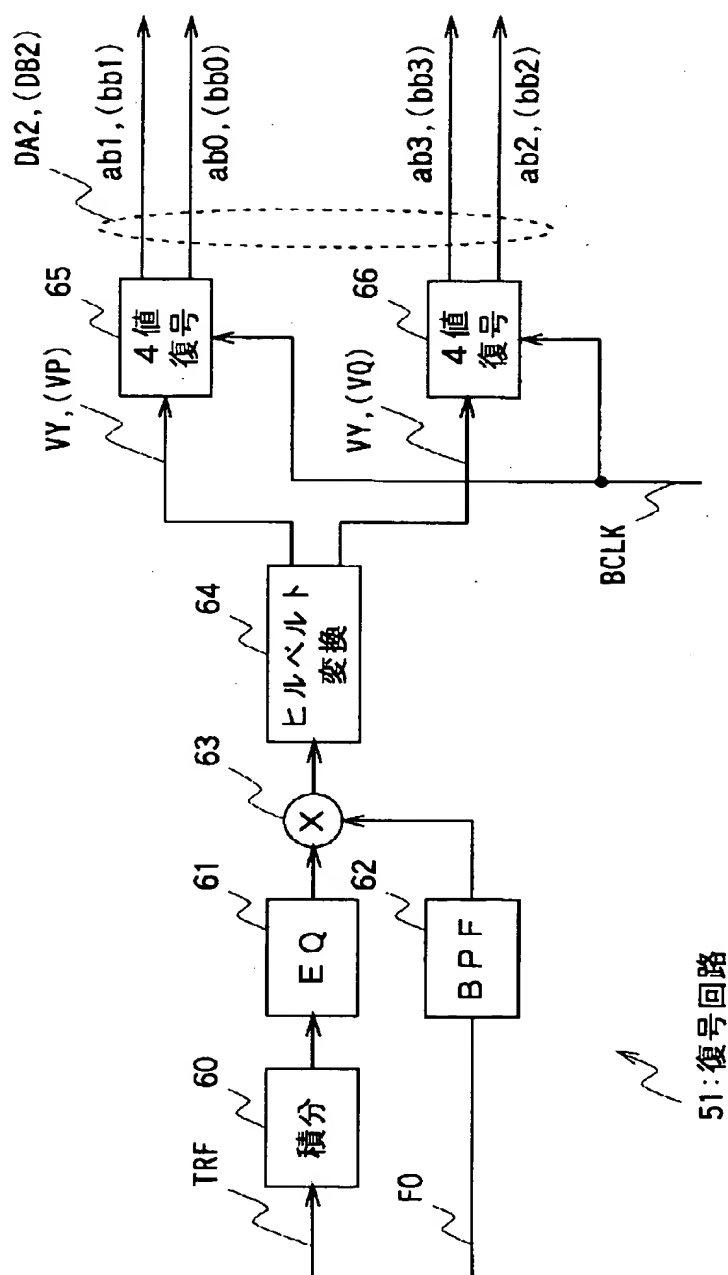 TRF
60
積分
61
EQ
63
X
F0
62
BPF
64
ヒルベルト
変換
VY,(VP)
65
4値
復号
VY,(VQ)
66
4値
復号
BCLK
DA2,(DB2)
ab1,(bb1)
ab0,(bb0)
ab3,(bb3)
ab2,(bb2)
51:復号回路